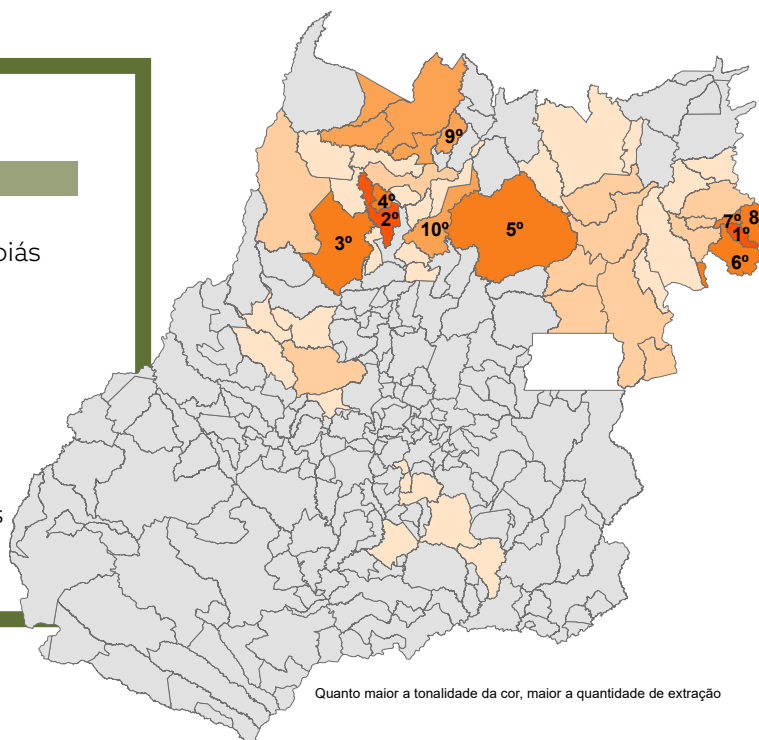 9º
4º
2º
3º
10º
5º
7º
8
1º
6º
Quanto maior a tonalidade da cor, maior a quantidade de extração